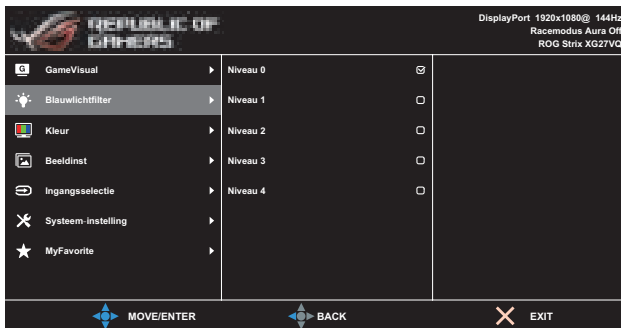 REPUBLIC OF
GAMERS
DisplayPort 1920x1080@ 144Hz
Racemodus Aura Off
ROG Strix XG27VQ
G GameVisual
Niveau 0
Blauwlichtfilter
Niveau 1
Kleur
Niveau 2
Beeldinst
Niveau 3
Ingangsselectie
Niveau 4
Systeem-instelling
MyFavorite
MOVE/ENTER
BACK
EXIT